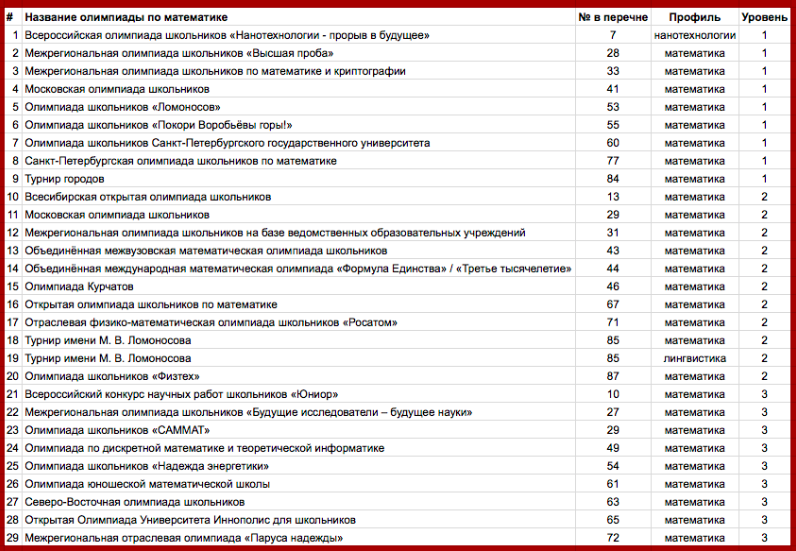 # Название олимпиады по математике № в перечне Профиль Уровень
1 Всероссийская олимпиада школьников «Нанотехнологии - прорыв в будущее» 7 нанотехнологии 1
2 Межрегиональная олимпиада школьников «Высшая проба» 28 математика 1
3 Межрегиональная олимпиада школьников по математике и криптографии 33 математика 1
4 Московская олимпиада школьников 41 математика 1
5 Олимпиада школьников «Ломоносов» 53 математика 1
6 Олимпиада школьников «Покори Воробьёвы горы!» 55 математика 1
7 Олимпиада школьников Санкт-Петербургского государственного университета 60 математика 1
8 Санкт-Петербургская олимпиада школьников по математике 77 математика 1
9 Турнир городов 84 математика 1
10 Всесибирская открытая олимпиада школьников 13 математика 2
11 Московская олимпиада школьников 29 математика 2
12 Межрегиональная олимпиада школьников на базе ведомственных образовательных учреждений 31 математика 2
13 Объединённая межвузовская математическая олимпиада школьников 43 математика 2
14 Объединённая международная математическая олимпиада «Формула Единства» / «Третье тысячелетие» 44 математика 2
15 Олимпиада Курчатов 46 математика 2
16 Открытая олимпиада школьников по математике 67 математика 2
17 Отраслевая физико-математическая олимпиада школьников «Росатом» 71 математика 2
18 Турнир имени М. В. Ломоносова 85 математика 2
19 Турнир имени М. В. Ломоносова 85 лингвистика 2
20 Олимпиада школьников «Физтех» 87 математика 2
21 Всероссийский конкурс научных работ школьников «Юниор» 10 математика 3
22 Межрегиональная олимпиада школьников «Будущие исследователи – будущее науки» 27 математика 3
23 Олимпиада школьников «САММАТ» 29 математика 3
24 Олимпиада по дискретной математике и теоретической информатике 49 математика 3
25 Олимпиада школьников «Надежда энергетики» 54 математика 3
26 Олимпиада юношеской математической школы 61 математика 3
27 Северо-Восточная олимпиада школьников 63 математика 3
28 Открытая Олимпиада Университета Иннополис для школьников 65 математика 3
29 Межрегиональная отраслевая олимпиада «Паруса надежды» 72 математика 3